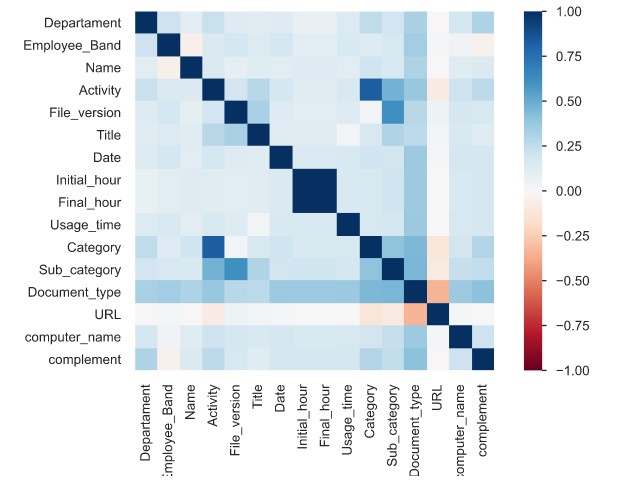 Departament
Employee_Band
Name
Activity
File_version
Title
Date
Initial_hour
Final_hour
Usage_time
Category
Sub_category
Document_type
URL
computer_name
complement
1.00
0.75
0.50
0.25
0.00
−0.25
−0.50
−0.75
−1.00
Departament
Employee_Band
Name
Activity
File_version
Title
Date
Initial_hour
Final_hour
Usage_time
Category
Sub_category
Document_type
URL
computer_name
complement